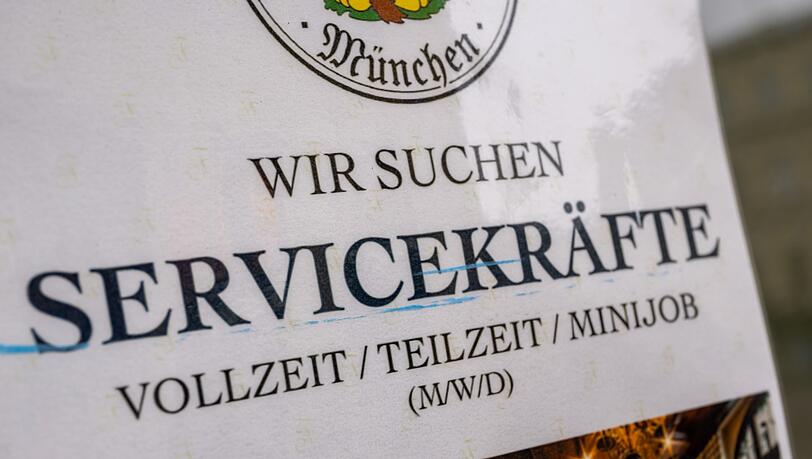 · München ·
WIR SUCHEN
SERVICEKRÄFTE
VOLLZEIT / TEILZEIT / MINIJOB
(M/W/D)